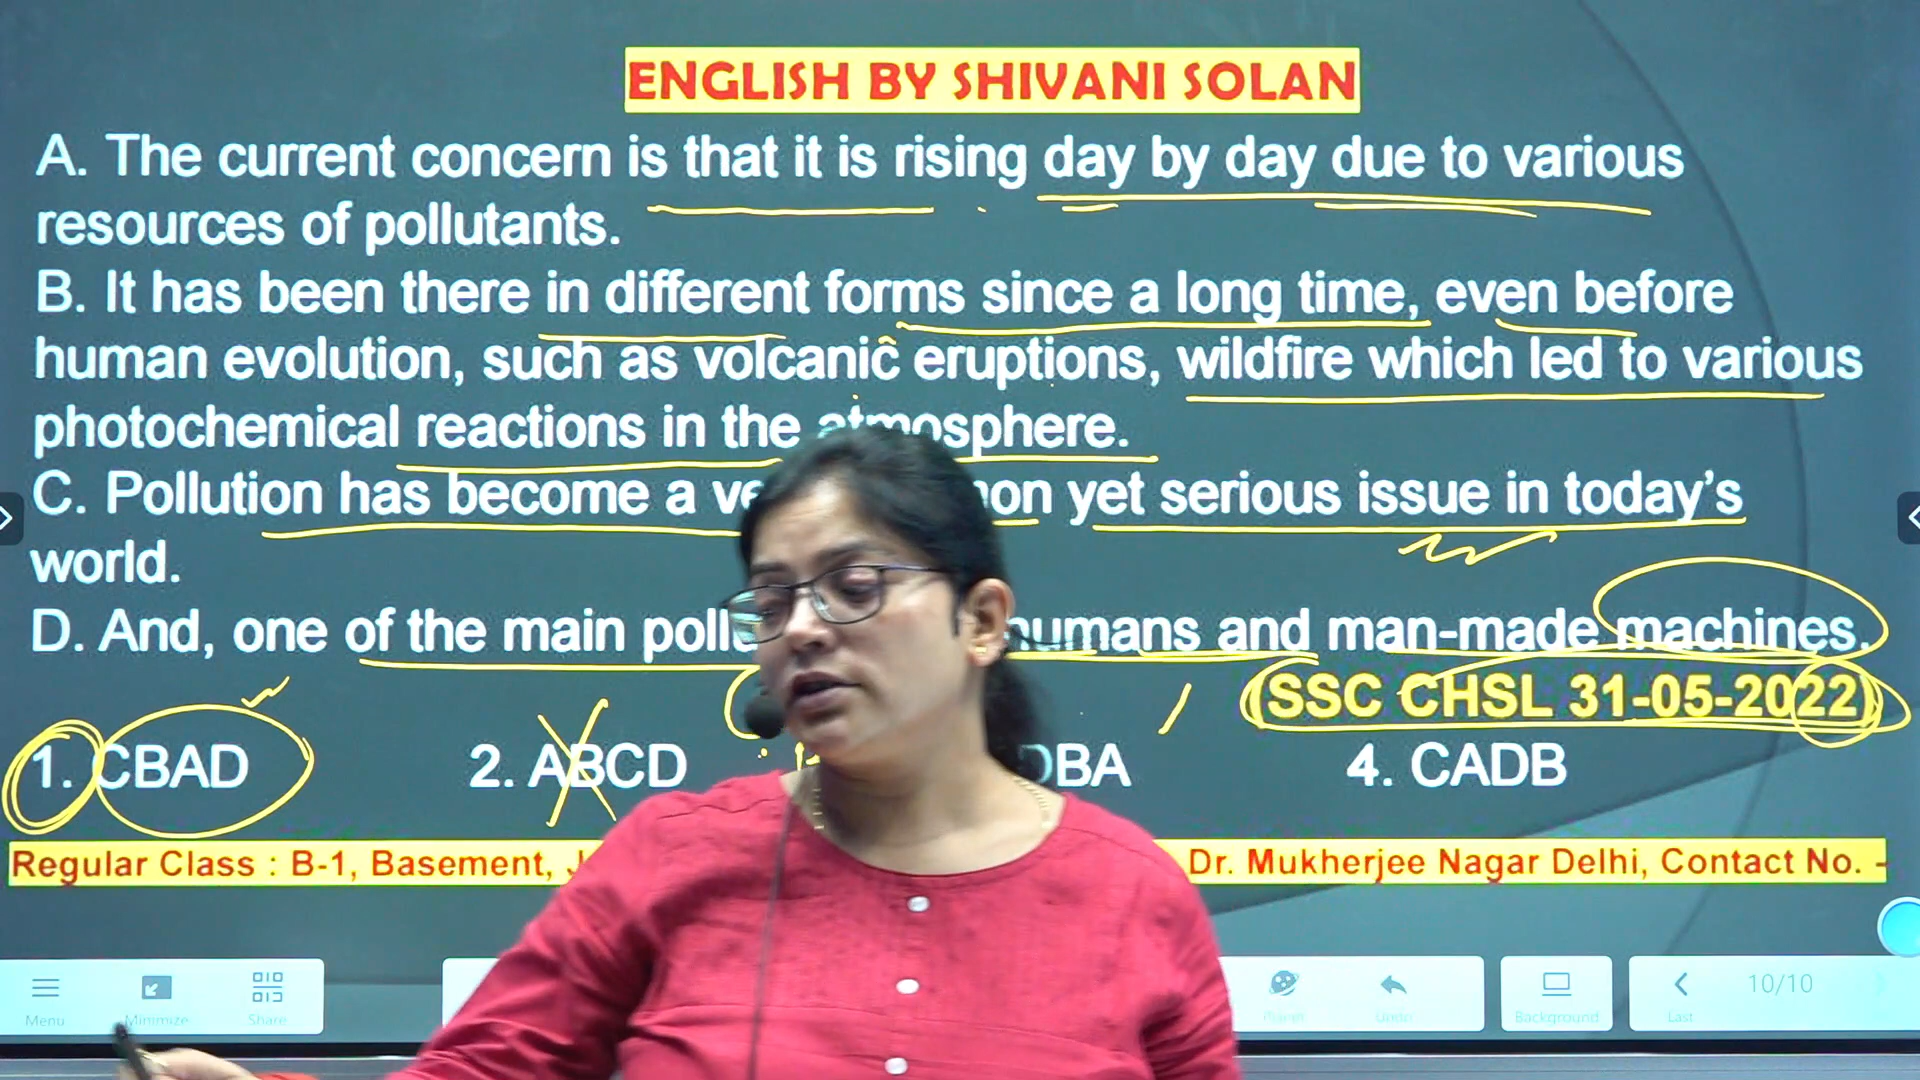 ENGLISH BY SHIVANI SOLAN
A. The current concern is that it is rising day by day due to various
resources of pollutants.
B. It has been there in different forms since a long time, even before
human evolution, such as volcanic eruptions, wildfire which led to various
photochemical reactions in the atmosphere.
C. Pollution has become a yet serious issue in today's
world.
D. And, one of the main humans and man-made machines.
(SSC CHSL 31-05-2022)
1. CBAD 2. ABCD DBA 4. CADB
Regular Class : B-1, Basement, Dr. Mukherjee Nagar Delhi, Contact No. -
Menu Minimize Share Undo Background Last 10/10